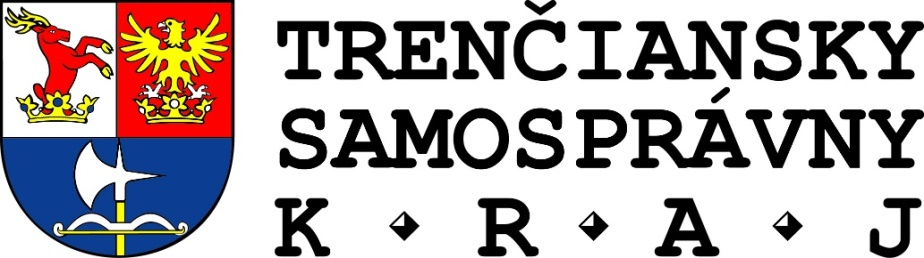 TRENČIANSKY
SAMOSPRÁVNY
K R A J